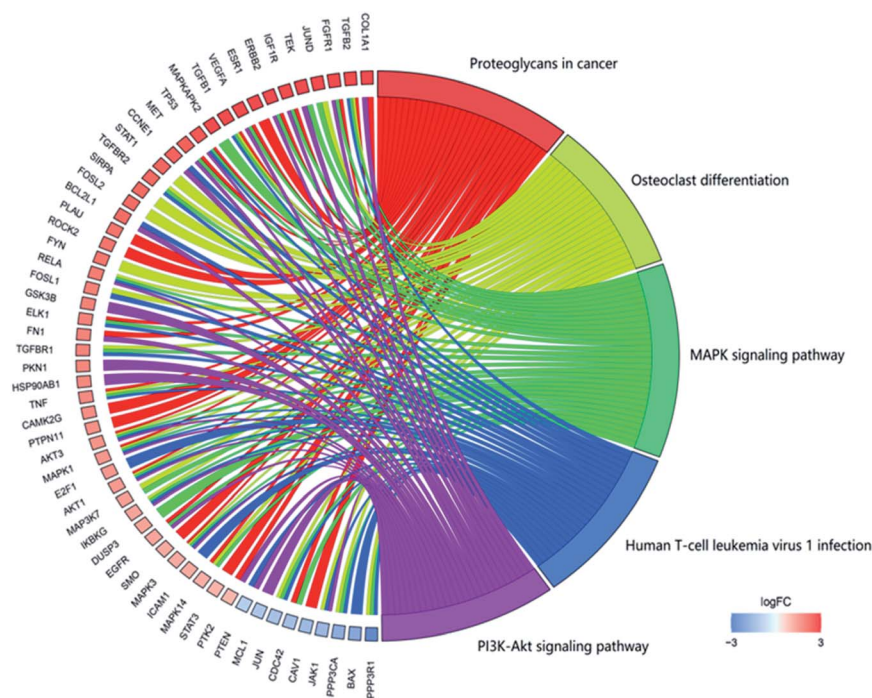 COL1A1
TGFB2
FGFR1
JUND
TEK
IGF1R
ERBB2
ESR1
VEGFA
TGFB1
MAPKAPK2
TP53
MET
CCNE1
STAT1
TGFBR2
SIRPA
FOSL2
BCL2L1
PLAU
ROCK2
FYN
RELA
FOSL1
GSK3B
ELK1
FN1
TGFBR1
PKN1
HSP90AB1
TNF
CAMK2G
PTPN11
AKT3
MAPK1
E2F1
AKT1
MAP3K7
IKBKG
DUSP3
EGFR
SMO
MAPK3
ICAM1
MAPK14
STAT3
PTK2
PTEN
MCL1
JUN
CDC42
CAV1
JAK1
PPP3CA
BAX
PPP3R1
Proteoglycans in cancer
Osteoclast differentiation
MAPK signaling pathway
Human T-cell leukemia virus 1 infection
PI3K-Akt signaling pathway
logFC
−3 3